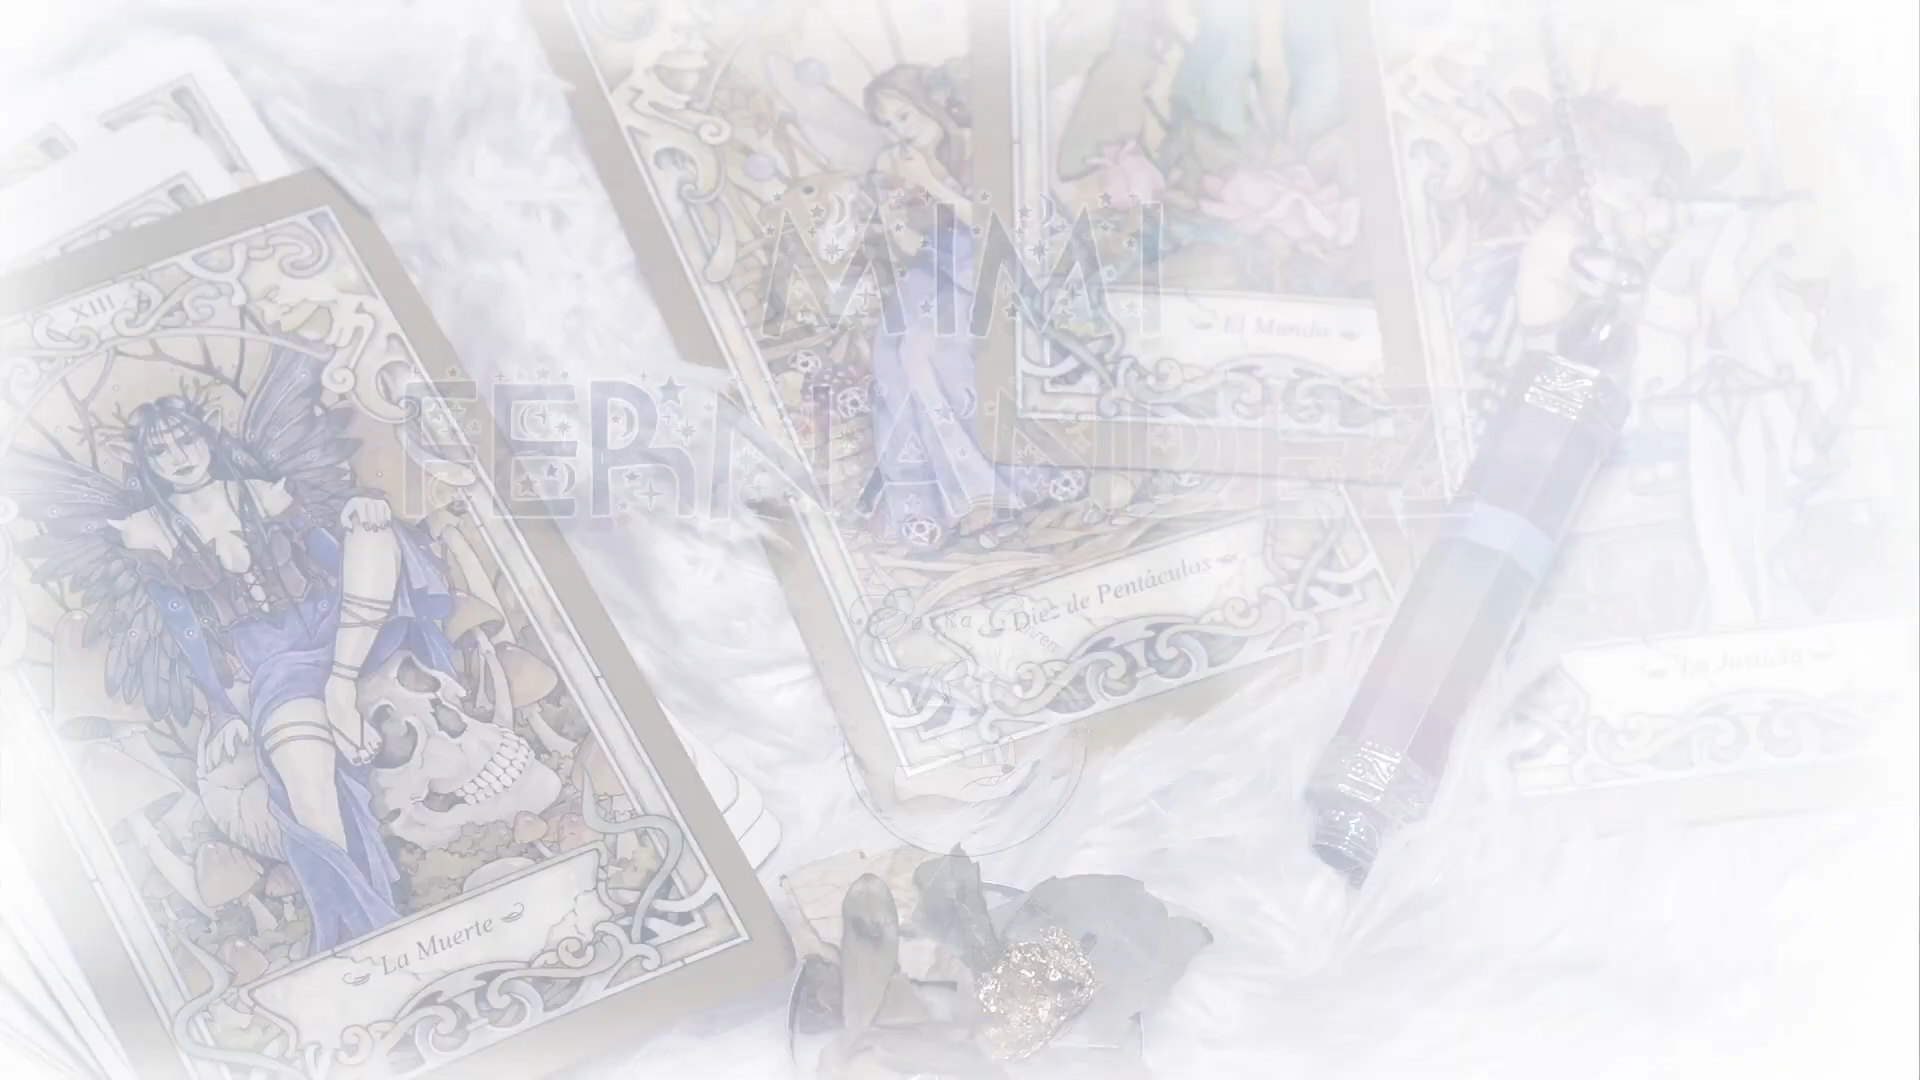 MIMI
FERNANDEZ
El Mundo
XIII
Diez de Pentáculos
La Justicia
La Muerte